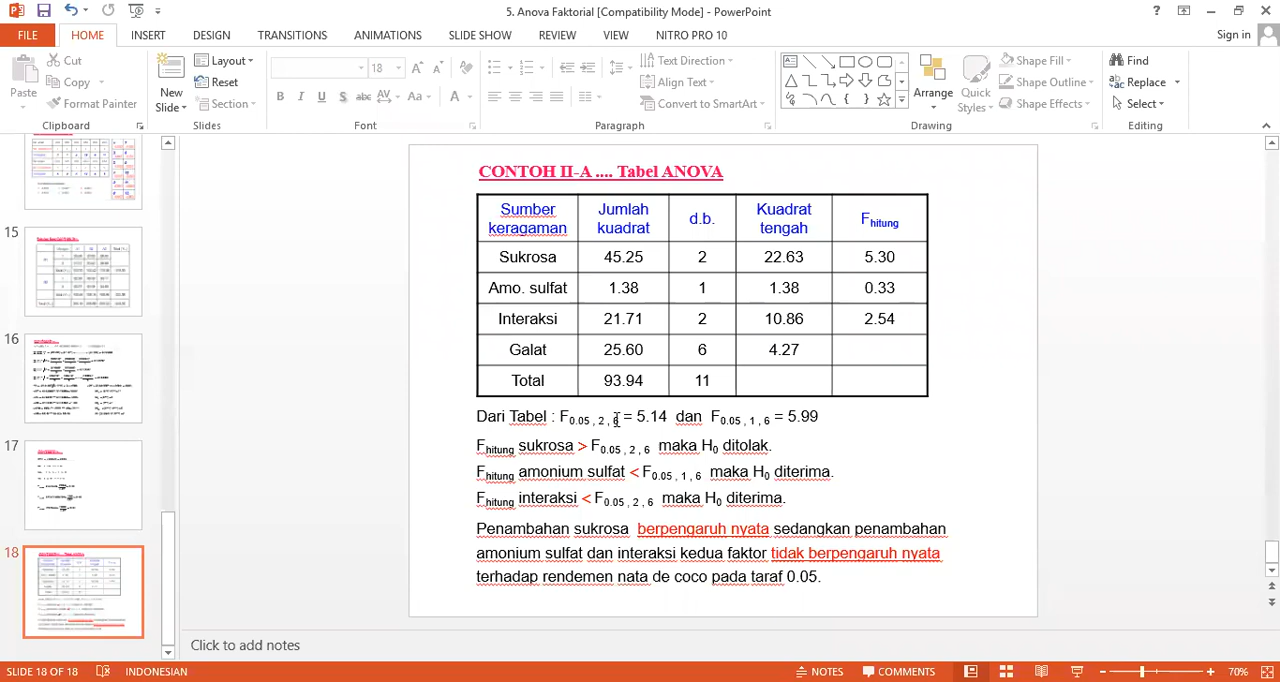 5. Anova Faktorial [Compatibility Mode] - PowerPoint
FILE HOME INSERT DESIGN TRANSITIONS ANIMATIONS SLIDE SHOW REVIEW VIEW NITRO PRO 10 Sign in
Paste Cut Copy Format Painter
Clipboard
New Slide Layout Reset Section
Slides
18
B I U S abc AV Aa A
Font
Text Direction
Align Text
Convert to SmartArt
Paragraph
Arrange Quick Styles Shape Fill Shape Outline Shape Effects
Drawing
Find
Replace
Select
Editing
15
16
17
18
CONTOH II-A .... Tabel ANOVA
Sumber keragaman Jumlah kuadrat d.b. Kuadrat tengah Fhitung
Sukrosa 45.25 2 22.63 5.30
Amo. sulfat 1.38 1 1.38 0.33
Interaksi 21.71 2 10.86 2.54
Galat 25.60 6 4.27
Total 93.94 11
Dari Tabel : F0.05 , 2 , 6 = 5.14 dan F0.05 , 1 , 6 = 5.99
Fhitung sukrosa > F0.05 , 2 , 6 maka H0 ditolak.
Fhitung amonium sulfat < F0.05 , 1 , 6 maka H0 diterima.
Fhitung interaksi < F0.05 , 2 , 6 maka H0 diterima.
Penambahan sukrosa berpengaruh nyata sedangkan penambahan
amonium sulfat dan interaksi kedua faktor tidak berpengaruh nyata
terhadap rendemen nata de coco pada taraf 0.05.
Click to add notes
SLIDE 18 OF 18 INDONESIAN NOTES COMMENTS 70%